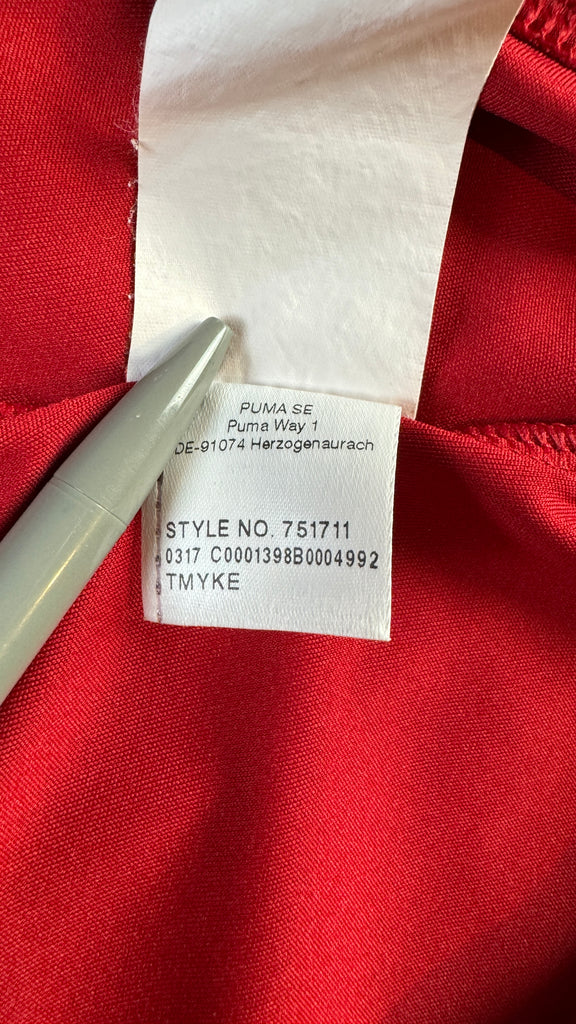 PUMA SE
Puma Way 1
DE-91074 Herzogenaurach
STYLE NO. 751711
0317 C0001398B0004992
TMYKE